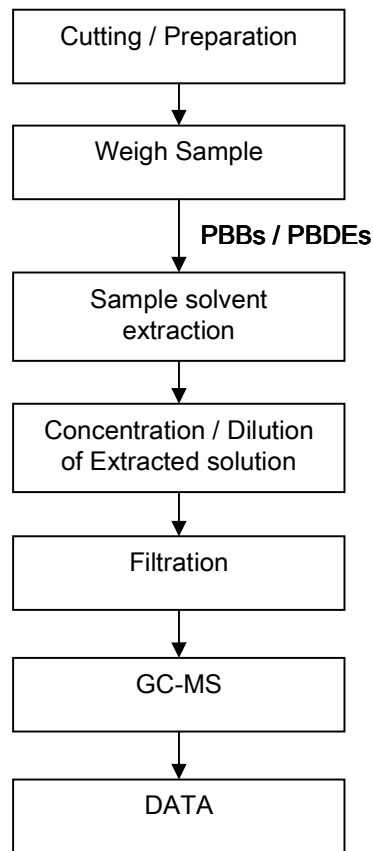 Cutting / Preparation
Weigh Sample
PBBs / PBDEs
Sample solvent
extraction
Concentration / Dilution
of Extracted solution
Filtration
GC-MS
DATA